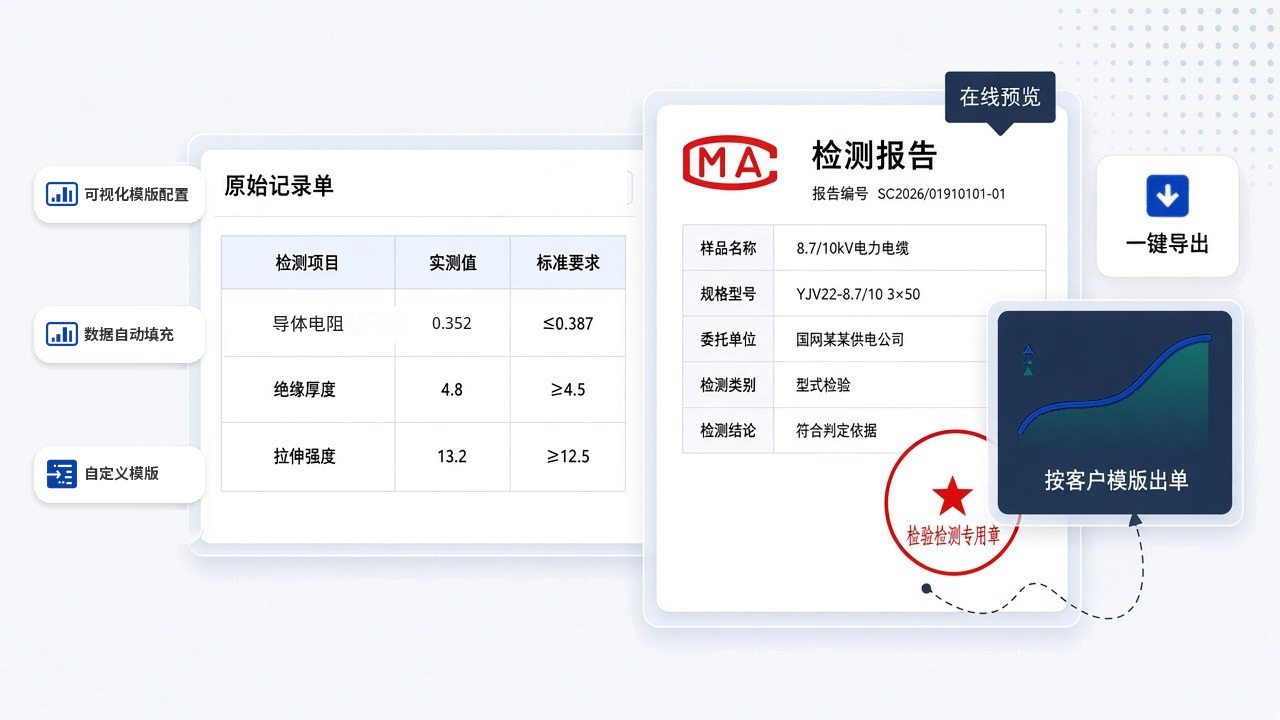 在线预览
MA
检测报告
报告编号 SC2026/01910101-01
原始记录单
可视化模版配置
数据自动填充
自定义模版
检测项目 实测值 标准要求
导体电阻 0.352 ≤0.387
绝缘厚度 4.8 ≥4.5
拉伸强度 13.2 ≥12.5
样品名称 8.7/10kV电力电缆
规格型号 YJV22-8.7/10 3×50
委托单位 国网某某供电公司
检测类别 型式检验
检测结论 符合判定依据
检验检测专用章
一键导出
按客户模版出单